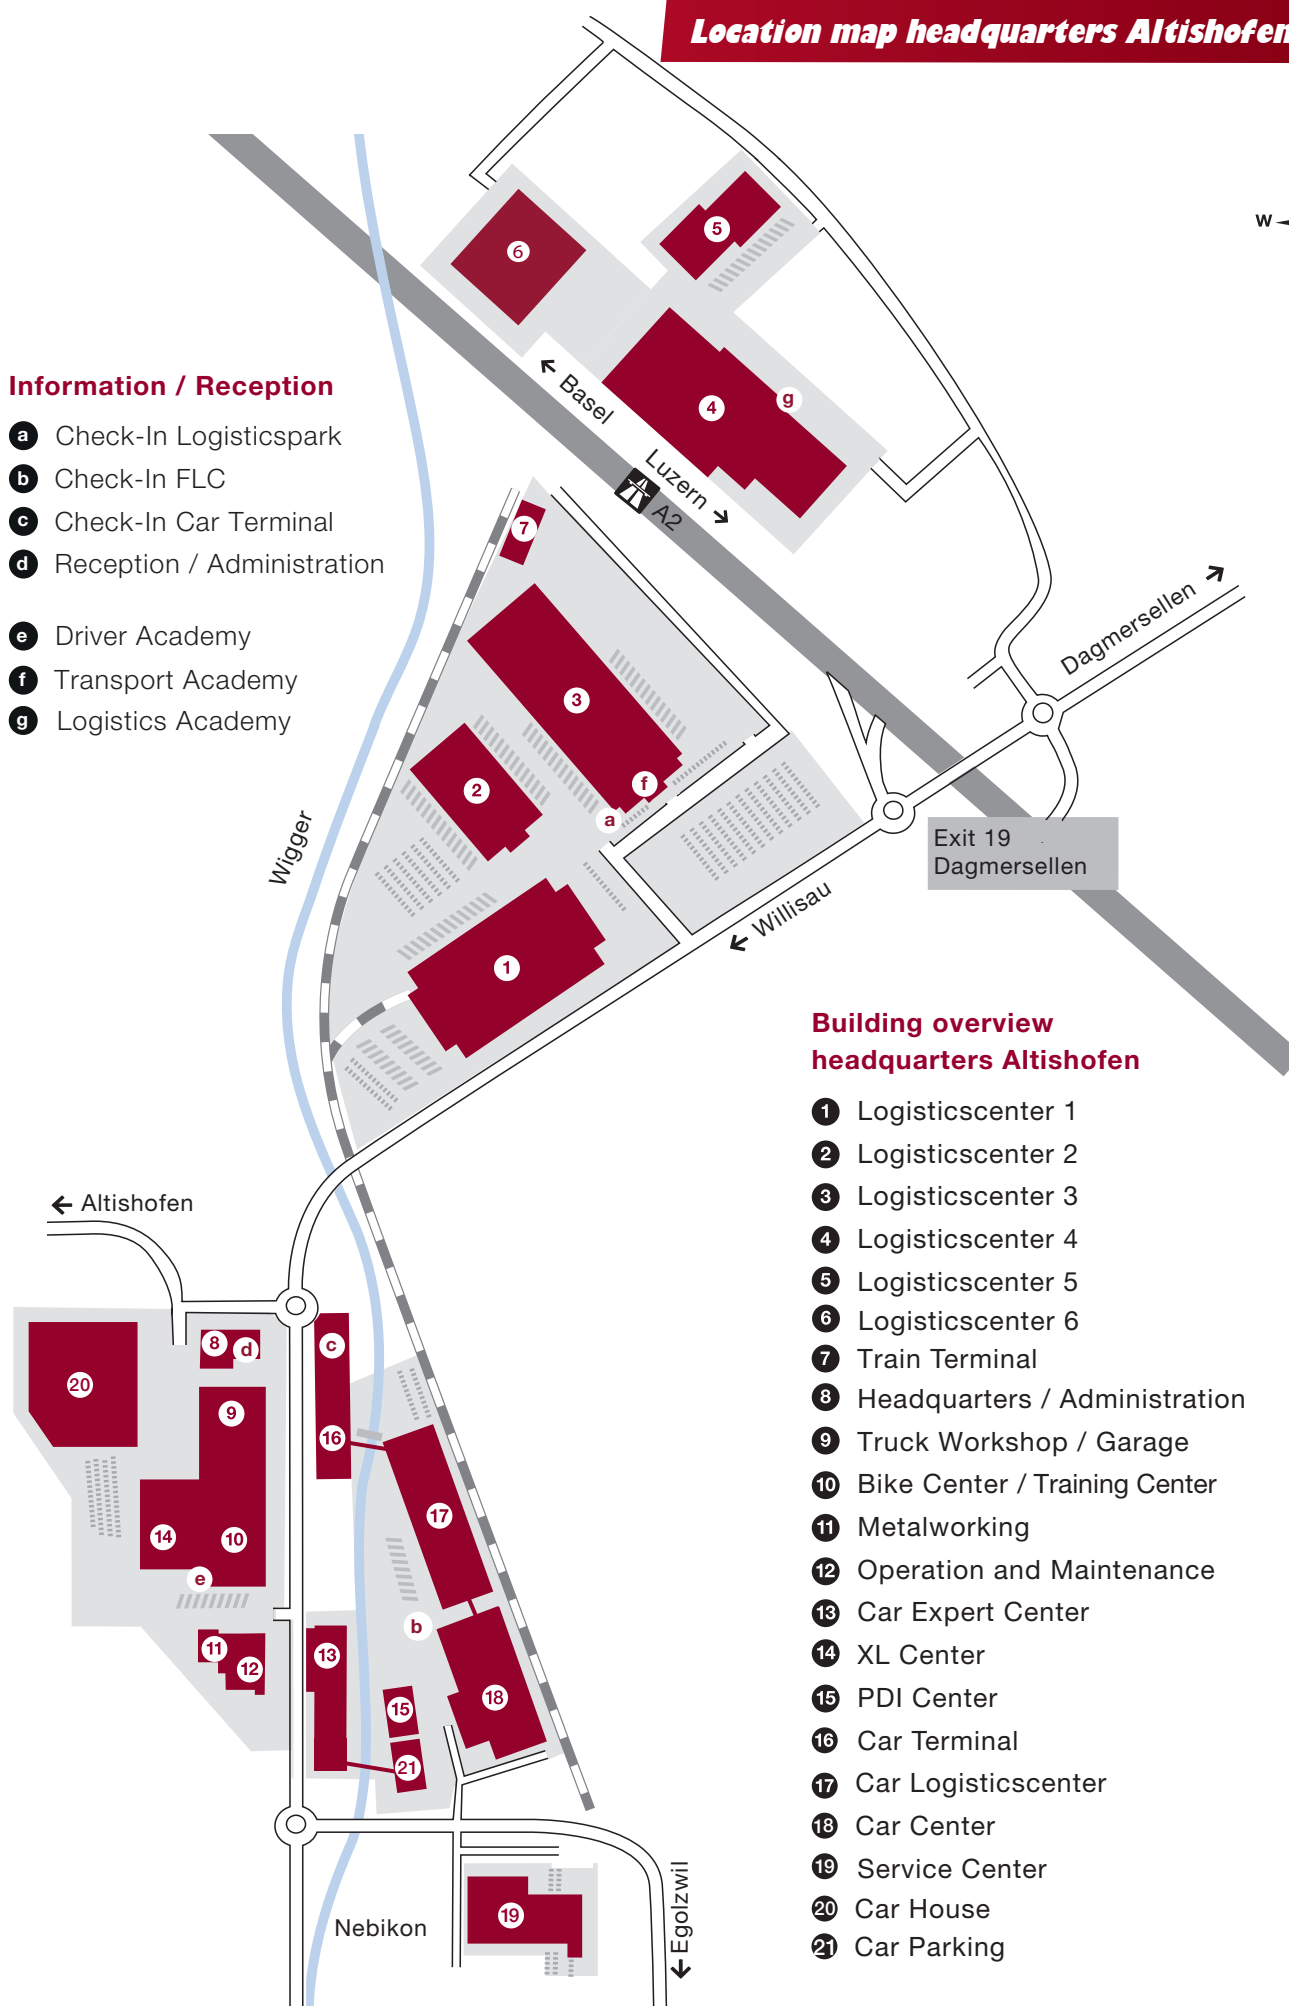 Location map headquarters Altishofen
W
6
5
4
g
Basel
Luzern
A2
Information / Reception
a Check-In Logisticspark
b Check-In FLC
c Check-In Car Terminal
d Reception / Administration
e Driver Academy
f Transport Academy
g Logistics Academy
7
3
2
f
a
1
Wigger
Dagmersellen
Exit 19
Dagmersellen
Willisau
Building overview
headquarters Altishofen
1 Logisticscenter 1
2 Logisticscenter 2
3 Logisticscenter 3
4 Logisticscenter 4
5 Logisticscenter 5
6 Logisticscenter 6
7 Train Terminal
8 Headquarters / Administration
9 Truck Workshop / Garage
10 Bike Center / Training Center
11 Metalworking
12 Operation and Maintenance
13 Car Expert Center
14 XL Center
15 PDI Center
16 Car Terminal
17 Car Logisticscenter
18 Car Center
19 Service Center
20 Car House
21 Car Parking
Altishofen
8
d
c
20
9
16
17
14
10
e
b
11
12
13
15
18
21
19
Nebikon
Egolzwil